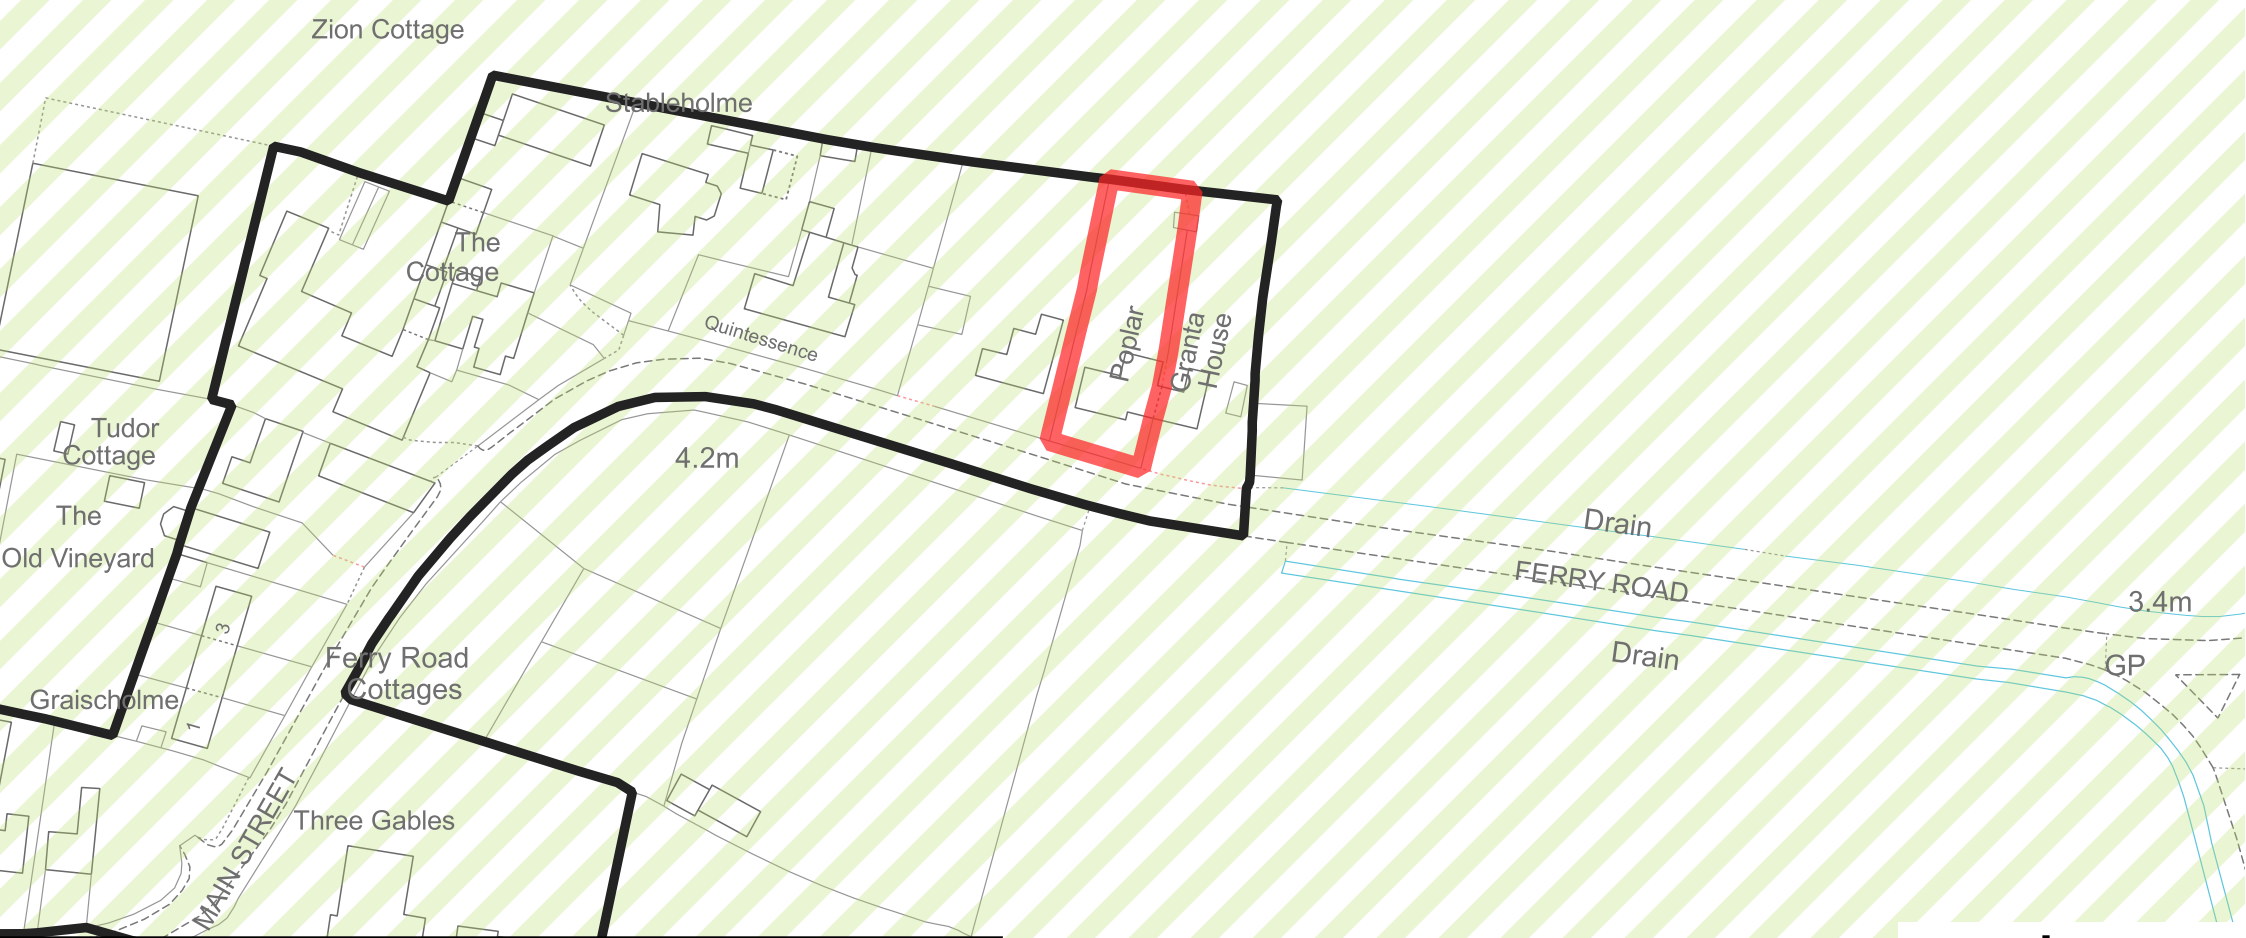 Zion Cottage
Stableholme
The
Cottage
Quintessence
Poplar
Granta
House
Tudor
Cottage
4.2m
The
Old Vineyard
Drain
FERRY ROAD
3.4m
3
Drain
GP
Ferry Road
Cottages
Graischolme
1
MAIN STREET
Three Gables